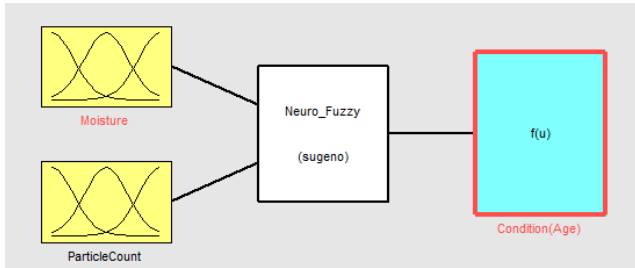 Moisture
ParticleCount
Neuro_Fuzzy
(sugeno)
f(u)
Condition(Age)